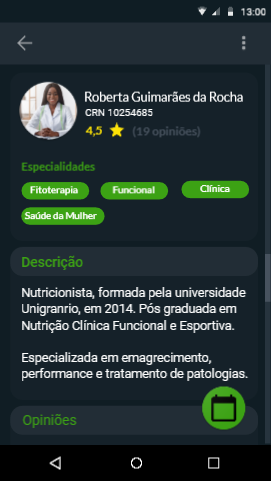 13:00
Roberta Guimarães da Rocha
CRN 10254685
4,5 (19 opiniões)
Especialidades
Fitoterapia Funcional Clínica
Saúde da Mulher
Descrição
Nutricionista, formada pela universidade
Unigranrio, em 2014. Pós graduada em
Nutrição Clínica Funcional e Esportiva.
Especializada em emagrecimento,
performance e tratamento de patologias.
Opiniões